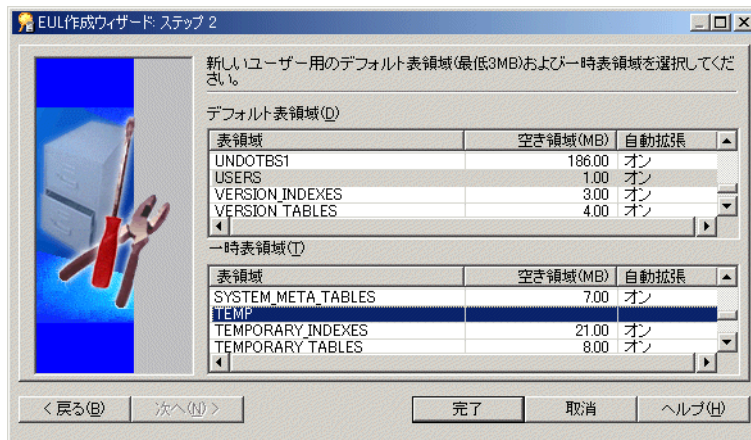 EUL作成ウィザード: ステップ 2
新しいユーザー用のデフォルト表領域(最低3MB)および一時表領域を選択してくだ
さい。
デフォルト表領域(D)
表領域 空き領域(MB) 自動拡張
UNDOTBS1 186.00 オン
USERS 1.00 オン
VERSION_INDEXES 3.00 オン
VERSION_TABLES 4.00 オン
一時表領域(T)
表領域 空き領域(MB) 自動拡張
SYSTEM_META_TABLES 7.00 オン
TEMP
TEMPORARY_INDEXES 21.00 オン
TEMPORARY_TABLES 8.00 オン
< 戻る(B) 次へ(N) > 完了 取消 ヘルプ(H)